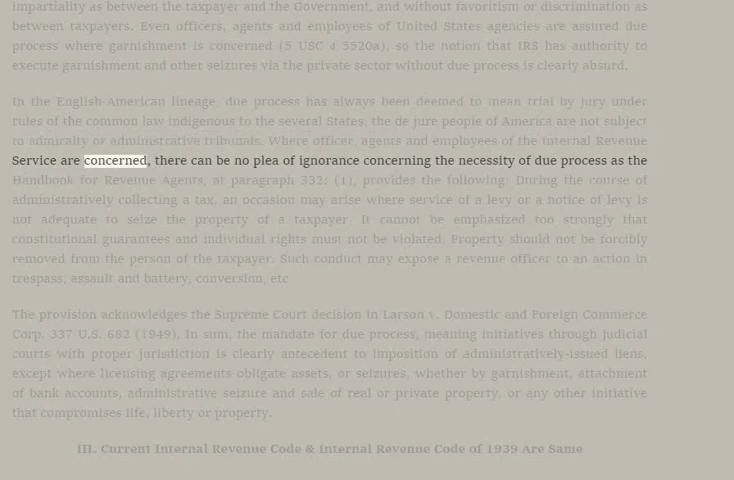 impartiality as between the taxpayer and the Government, and without favoritism or discrimination as
between taxpayers. Even officers, agents and employees of United States agencies are assured due
process where garnishment is concerned (5 USC § 5520a), so the notion that IRS has authority to
execute garnishment and other seizures via the private sector without due process is clearly absurd.
In the English-American lineage, due process has always been deemed to mean trial by jury under
rules of the common law indigenous to the several States; the de jure people of America are not subject
to admiralty or administrative tribunals. Where officer, agents and employees of the Internal Revenue
Service are concerned, there can be no plea of ignorance concerning the necessity of due process as the
Handbook for Revenue Agents, at paragraph 332: (1), provides the following: During the course of
administratively collecting a tax, an occasion may arise where service of a levy or a notice of levy is
not adequate to seize the property of a taxpayer. It cannot be emphasized too strongly that
constitutional guarantees and individual rights must not be violated. Property should not be forcibly
removed from the person of the taxpayer. Such conduct may expose a revenue officer to an action in
trespass, assault and battery, conversion, etc
The provision acknowledges the Supreme Court decision in Larson v. Domestic and Foreign Commerce
Corp. 337 U.S. 682 (1949). In sum, the mandate for due process, meaning initiatives through judicial
courts with proper jurisdiction is clearly antecedent to imposition of administratively-issued liens,
except where licensing agreements obligate assets, or seizures, whether by garnishment, attachment
of bank accounts, administrative seizure and sale of real or private property, or any other initiative
that compromises life, liberty or property.
III. Current Internal Revenue Code & Internal Revenue Code of 1939 Are Same